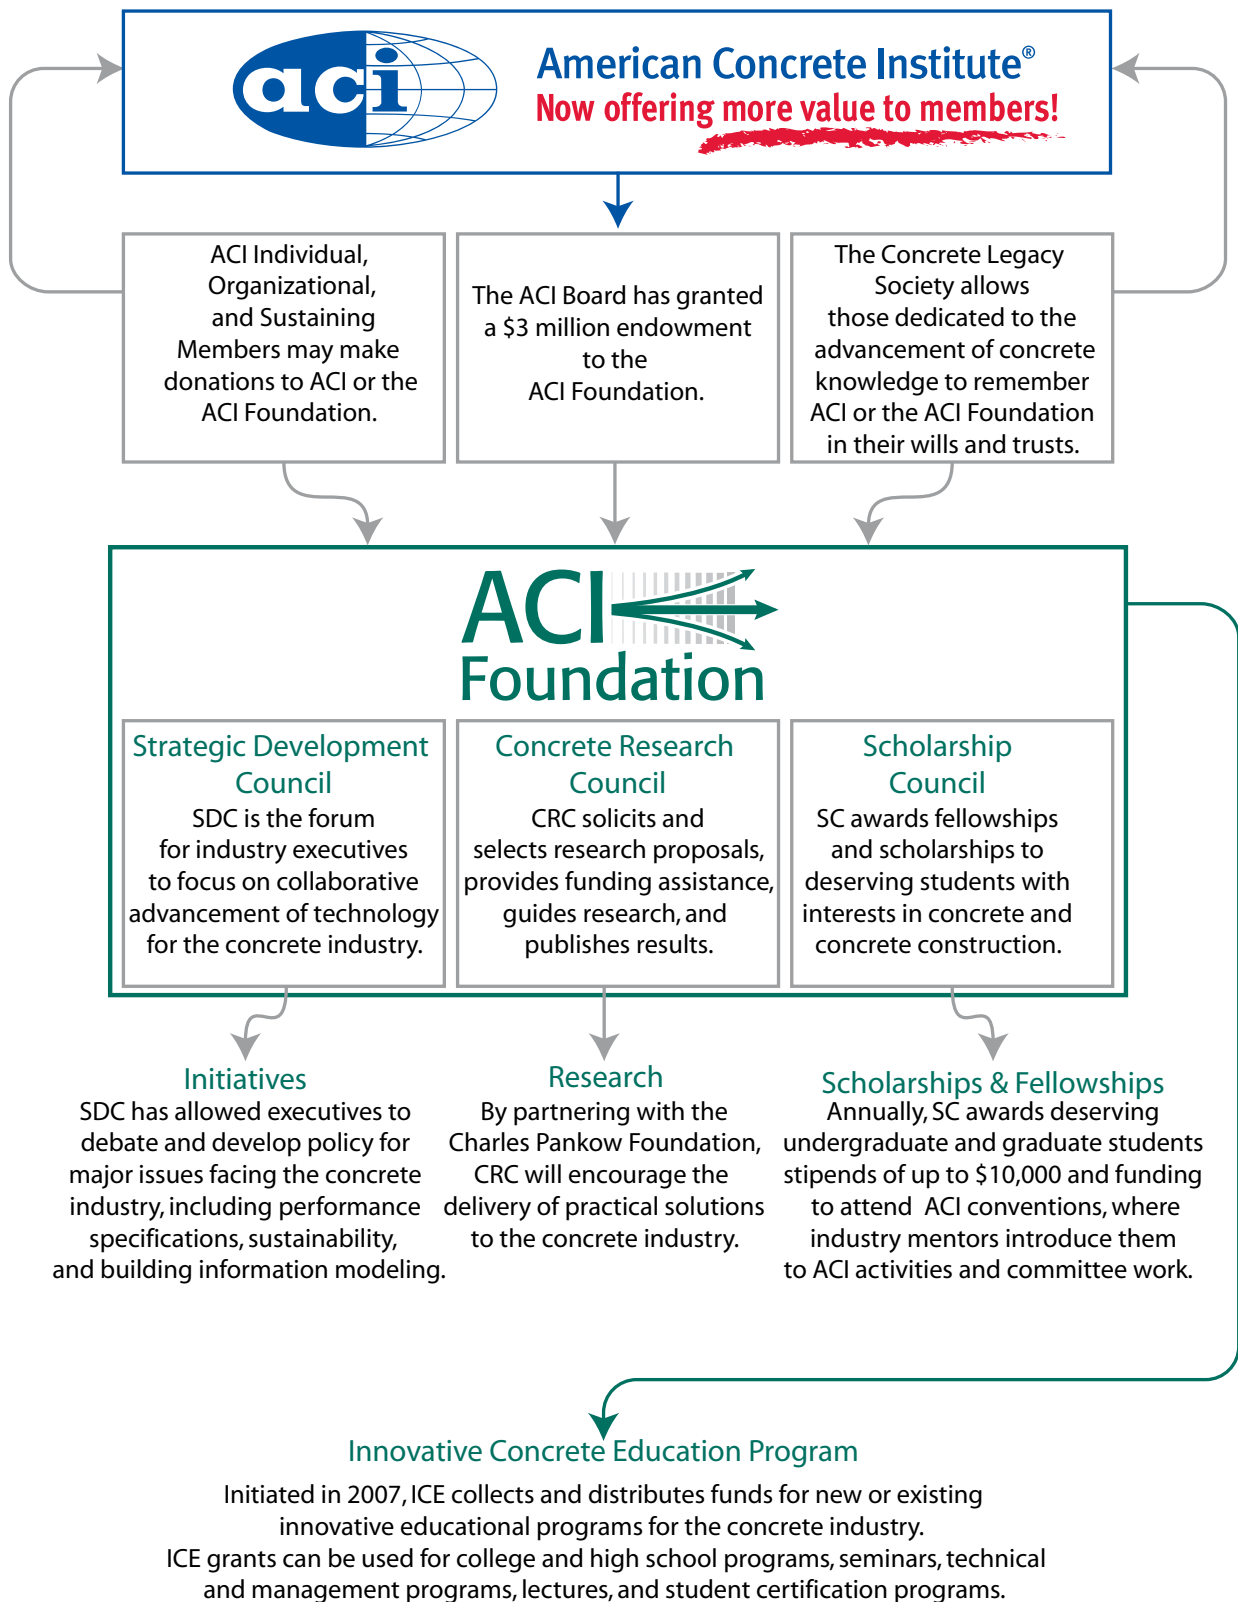 aci
American Concrete Institute®
Now offering more value to members!
ACI Individual,
Organizational,
and Sustaining
Members may make
donations to ACI or the
ACI Foundation.
The ACI Board has granted
a $3 million endowment
to the
ACI Foundation.
The Concrete Legacy
Society allows
those dedicated to the
advancement of concrete
knowledge to remember
ACI or the ACI Foundation
in their wills and trusts.
ACI
Foundation
Strategic Development
Council
SDC is the forum
for industry executives
to focus on collaborative
advancement of technology
for the concrete industry.
Concrete Research
Council
CRC solicits and
selects research proposals,
provides funding assistance,
guides research, and
publishes results.
Scholarship
Council
SC awards fellowships
and scholarships to
deserving students with
interests in concrete and
concrete construction.
Initiatives
SDC has allowed executives to
debate and develop policy for
major issues facing the concrete
industry, including performance
specifications, sustainability,
and building information modeling.
Research
By partnering with the
Charles Pankow Foundation,
CRC will encourage the
delivery of practical solutions
to the concrete industry.
Scholarships & Fellowships
Annually, SC awards deserving
undergraduate and graduate students
stipends of up to $10,000 and funding
to attend ACI conventions, where
industry mentors introduce them
to ACI activities and committee work.
Innovative Concrete Education Program
Initiated in 2007, ICE collects and distributes funds for new or existing
innovative educational programs for the concrete industry.
ICE grants can be used for college and high school programs, seminars, technical
and management programs, lectures, and student certification programs.